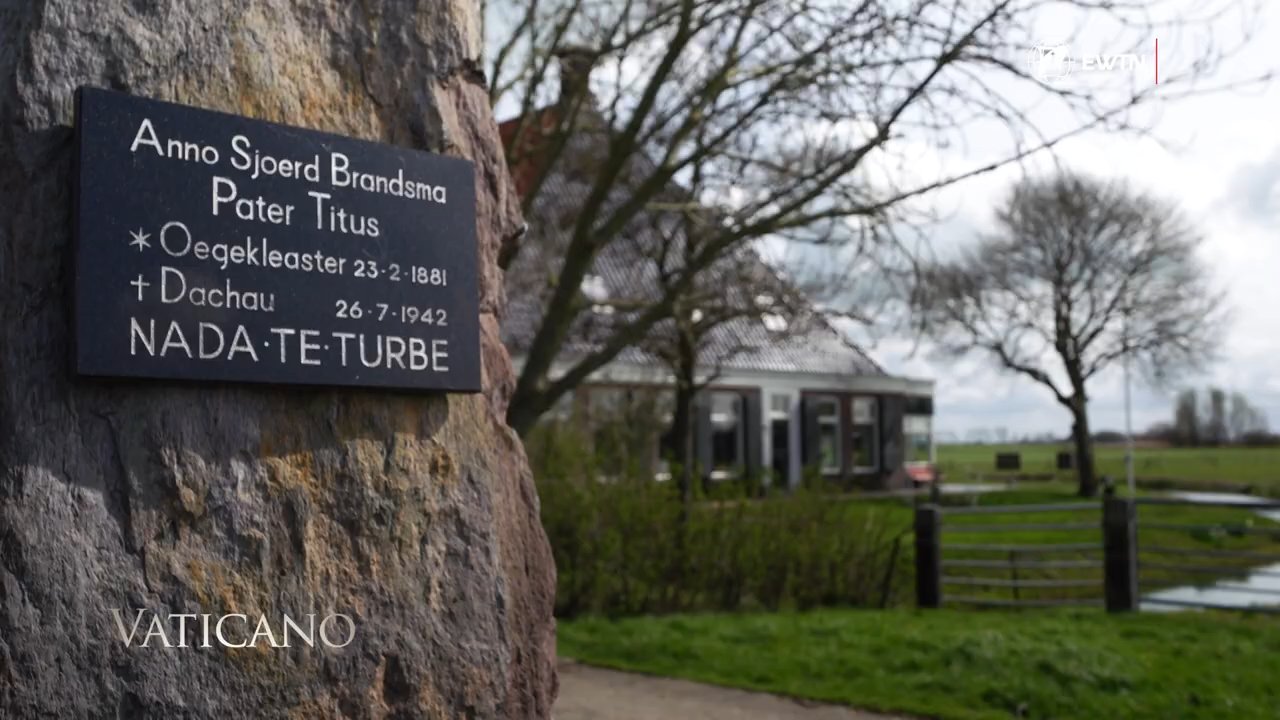 EWTN
Anno Sjoerd Brandsma
Pater Titus
* Oegekleaster 23-2-1881
† Dachau 26-7-1942
NADA·TE·TURBE
VATICANO